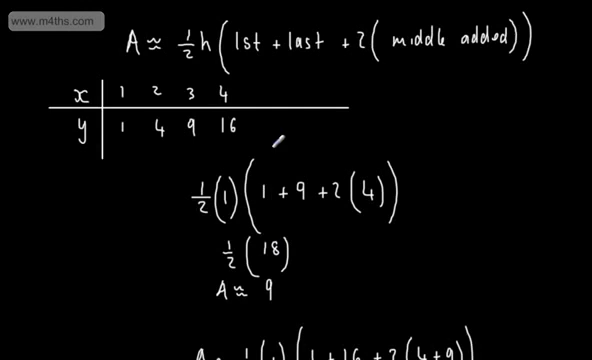 www.m4ths.com
A ≈ 1/2 h ( 1st + last + 2 ( middle added ) )
x | 1 2 3 4
y | 1 4 9 16
1/2 (1) ( 1 + 9 + 2 ( 4 ) )
1/2 ( 18 )
A ≈ 9
A ≈ 1/2 (1) ( 1 + 16 + 2 ( 4 + 9 ) )